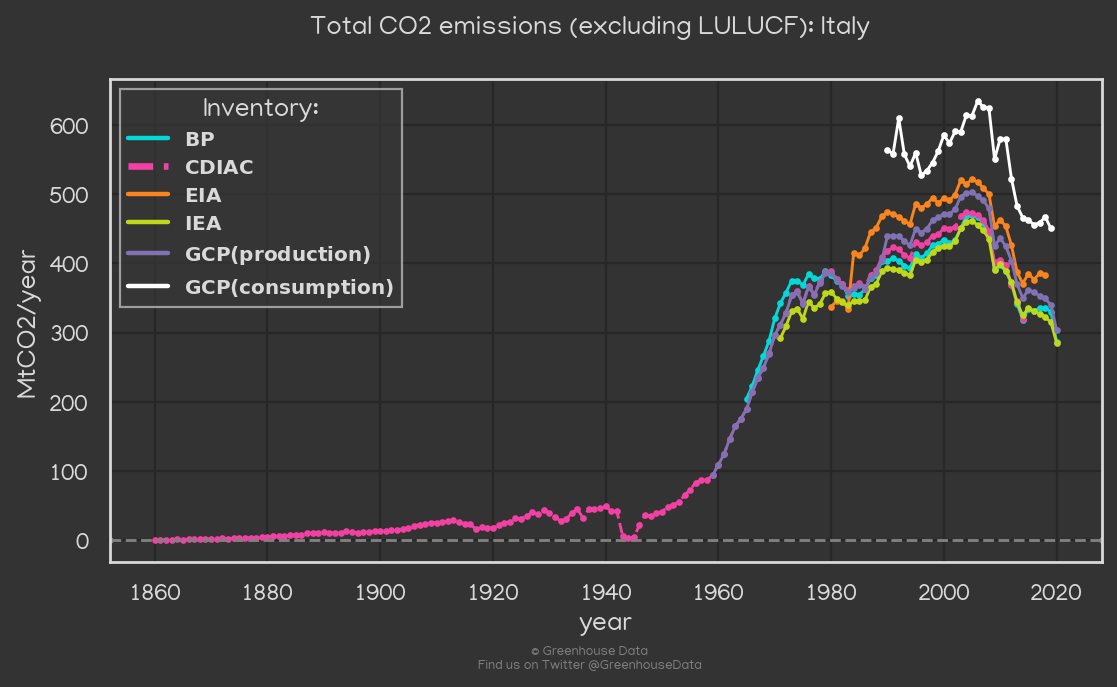 Total CO2 emissions (excluding LULUCF): Italy
Inventory:
BP
CDIAC
EIA
IEA
GCP(production)
GCP(consumption)
MtCO2/year
600
500
400
300
200
100
0
1860 1880 1900 1920 1940 1960 1980 2000 2020
year
© Greenhouse Data
Find us on Twitter @GreenhouseData